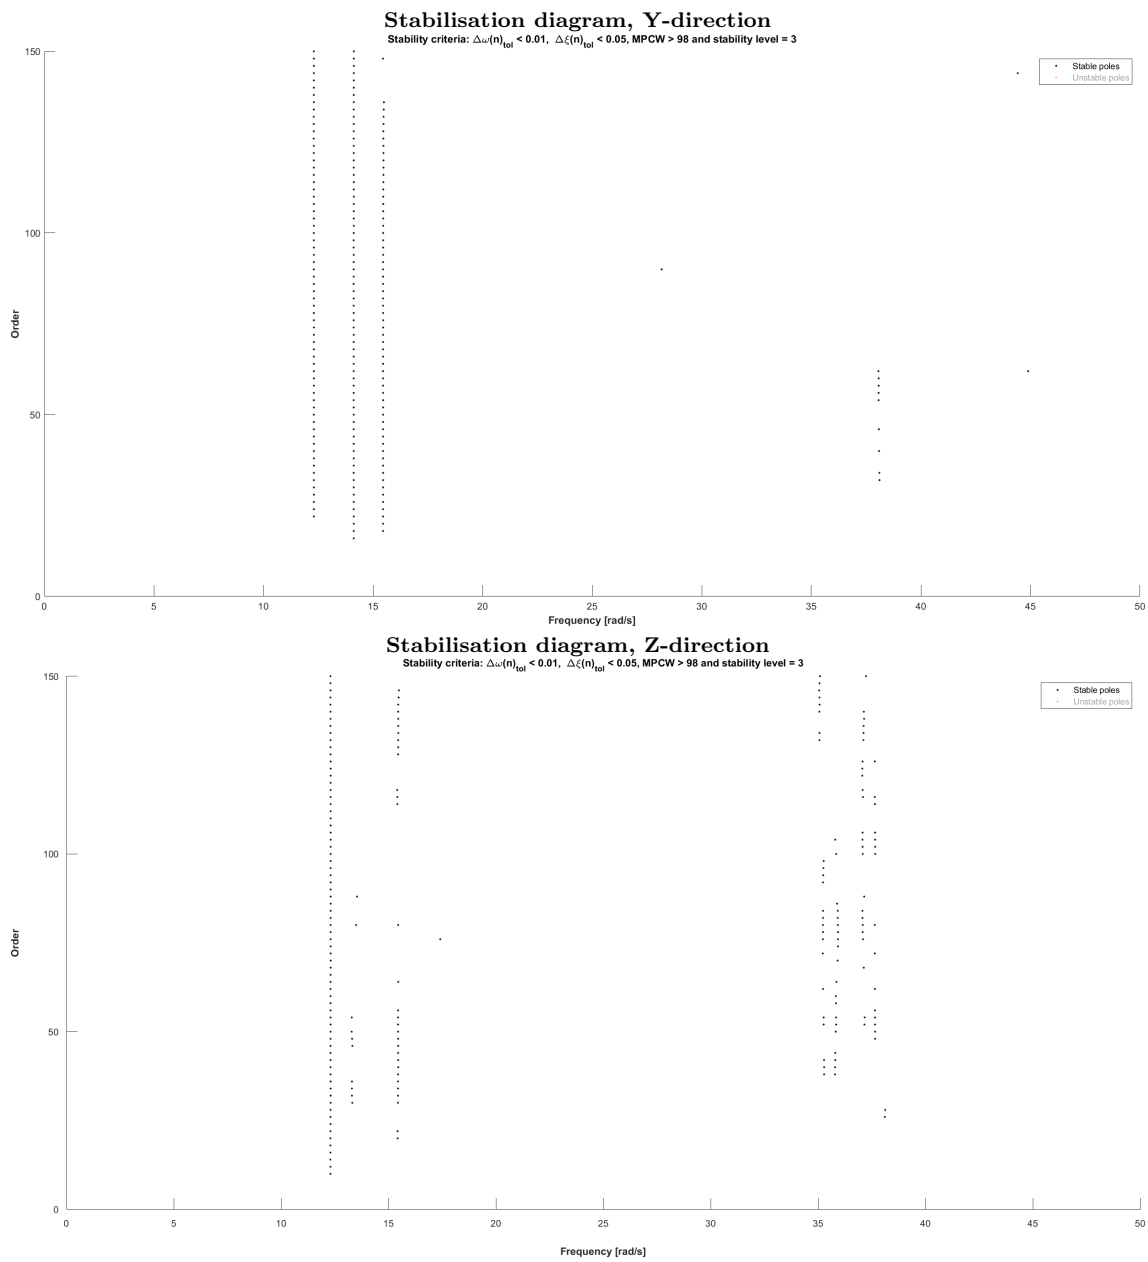 Stabilisation diagram, Y-direction
Stability criteria: Δω(n)tol < 0.01, Δξ(n)tol < 0.05, MPCW > 98 and stability level = 3
150
100
50
0
Order
Stable poles
Unstable poles
0 5 10 15 20 25 30 35 40 45 50
Frequency [rad/s]
Stabilisation diagram, Z-direction
Stability criteria: Δω(n)tol < 0.01, Δξ(n)tol < 0.05, MPCW > 98 and stability level = 3
150
100
50
0
Order
Stable poles
Unstable poles
0 5 10 15 20 25 30 35 40 45 50
Frequency [rad/s]